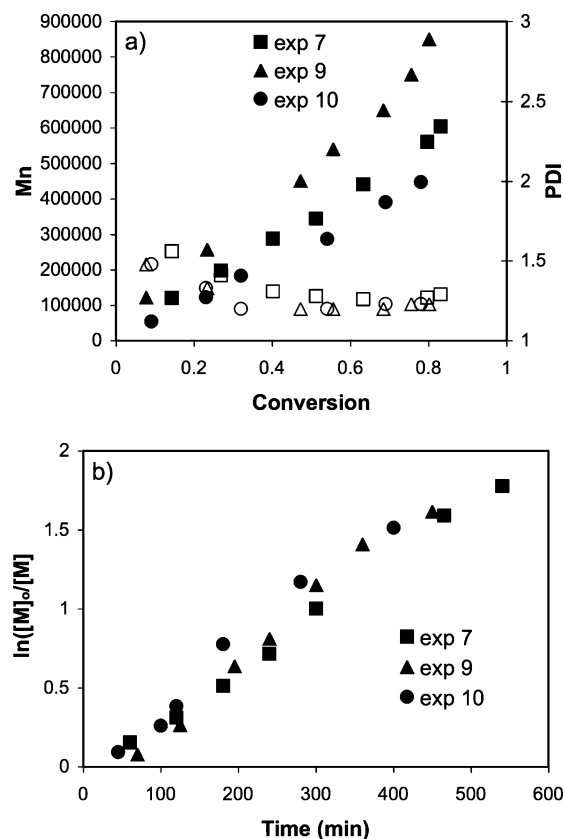 a)
900000
800000
700000
600000
500000
400000
300000
200000
100000
0
Mn
exp 7
exp 9
exp 10
3
2.5
2
1.5
1
PDI
0 0.2 0.4 0.6 0.8 1
Conversion
b)
2
1.5
1
0.5
0
ln([M]o/[M]
exp 7
exp 9
exp 10
0 100 200 300 400 500 600
Time (min)